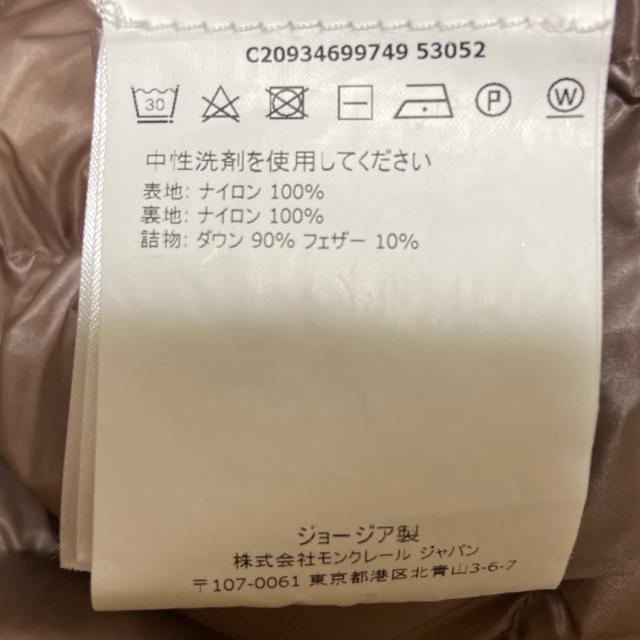 C20934699749 53052
30 P W
中性洗剤を使用してください
表地: ナイロン 100%
裏地: ナイロン 100%
詰物: ダウン 90% フェザー 10%
ジョージア製
株式会社モンクレール ジャパン
〒107-0061 東京都港区北青山3-6-7